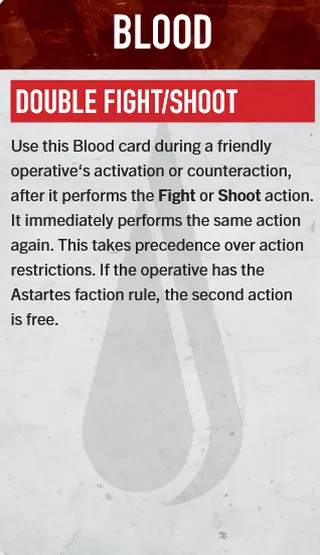 BLOOD
DOUBLE FIGHT/SHOOT
Use this Blood card during a friendly
operative‘s activation or counteraction,
after it performs the Fight or Shoot action.
It immediately performs the same action
again. This takes precedence over action
restrictions. If the operative has the
Astartes faction rule, the second action
is free.